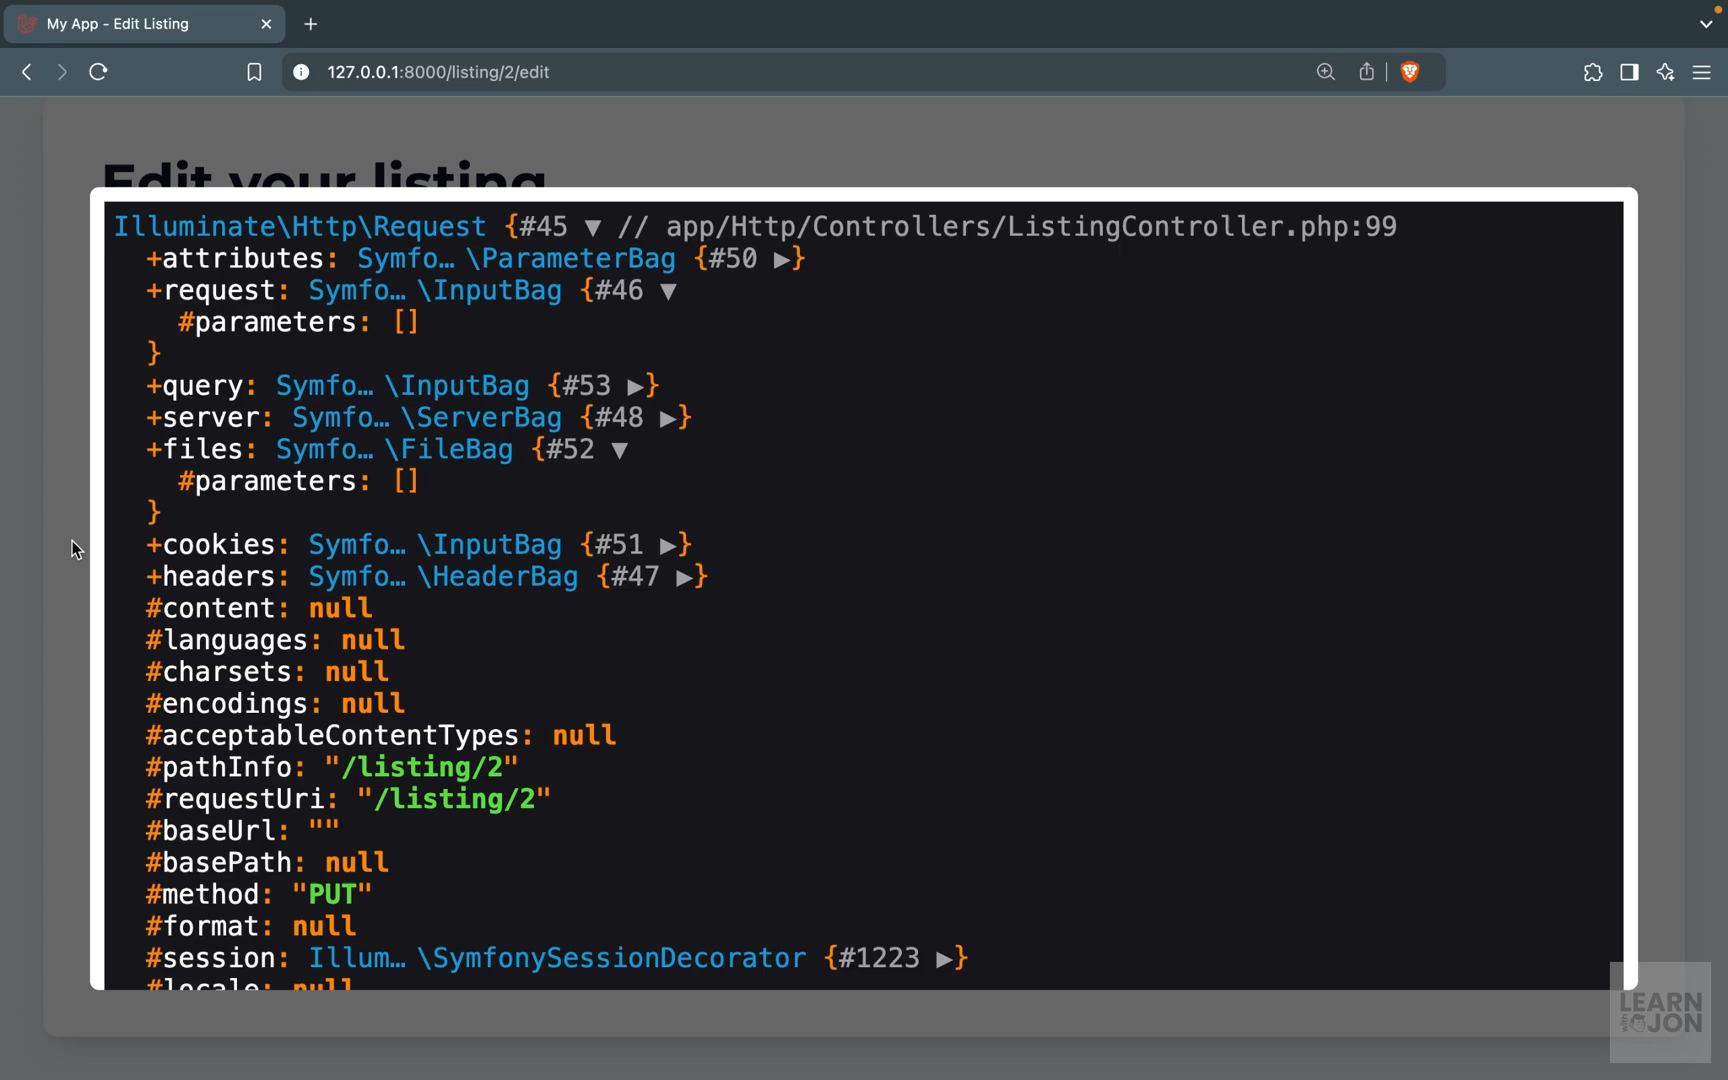 My App - Edit Listing
127.0.0.1:8000/listing/2/edit
Edit your listing
Illuminate\Http\Request {#45 ▼ // app/Http/Controllers/ListingController.php:99
+attributes: Symfo… \ParameterBag {#50 ▶}
+request: Symfo… \InputBag {#46 ▼
#parameters: []
}
+query: Symfo… \InputBag {#53 ▶}
+server: Symfo… \ServerBag {#48 ▶}
+files: Symfo… \FileBag {#52 ▼
#parameters: []
}
+cookies: Symfo… \InputBag {#51 ▶}
+headers: Symfo… \HeaderBag {#47 ▶}
#content: null
#languages: null
#charsets: null
#encodings: null
#acceptableContentTypes: null
#pathInfo: "/listing/2"
#requestUri: "/listing/2"
#baseUrl: ""
#basePath: null
#method: "PUT"
#format: null
#session: Illum… \SymfonySessionDecorator {#1223 ▶}
#locale: null
LEARN
with JON